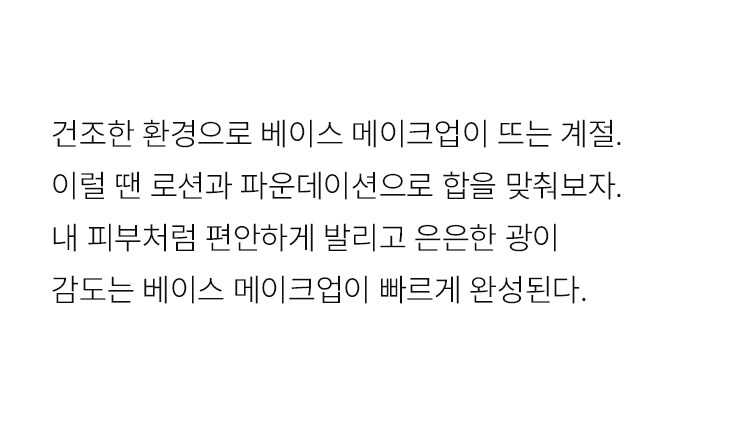 건조한 환경으로 베이스 메이크업이 뜨는 계절.
이럴 땐 로션과 파운데이션으로 합을 맞춰보자.
내 피부처럼 편안하게 발리고 은은한 광이
감도는 베이스 메이크업이 빠르게 완성된다.